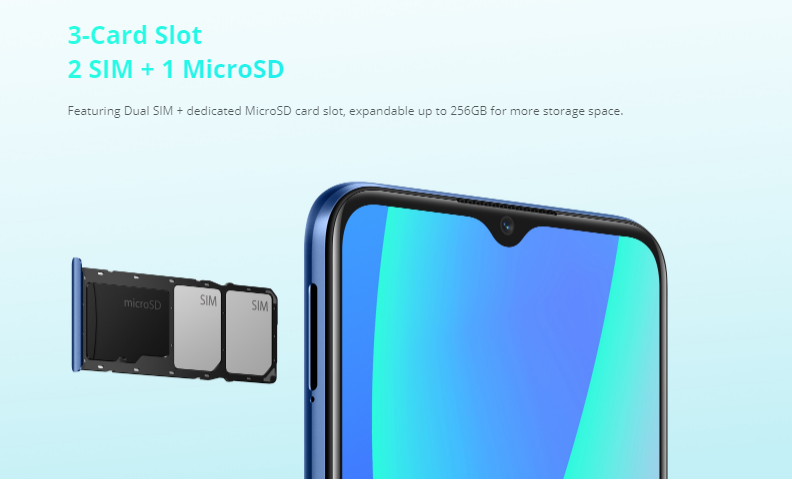 3-Card Slot
2 SIM + 1 MicroSD
Featuring Dual SIM + dedicated MicroSD card slot, expandable up to 256GB for more storage space.
microSD
SIM
SIM